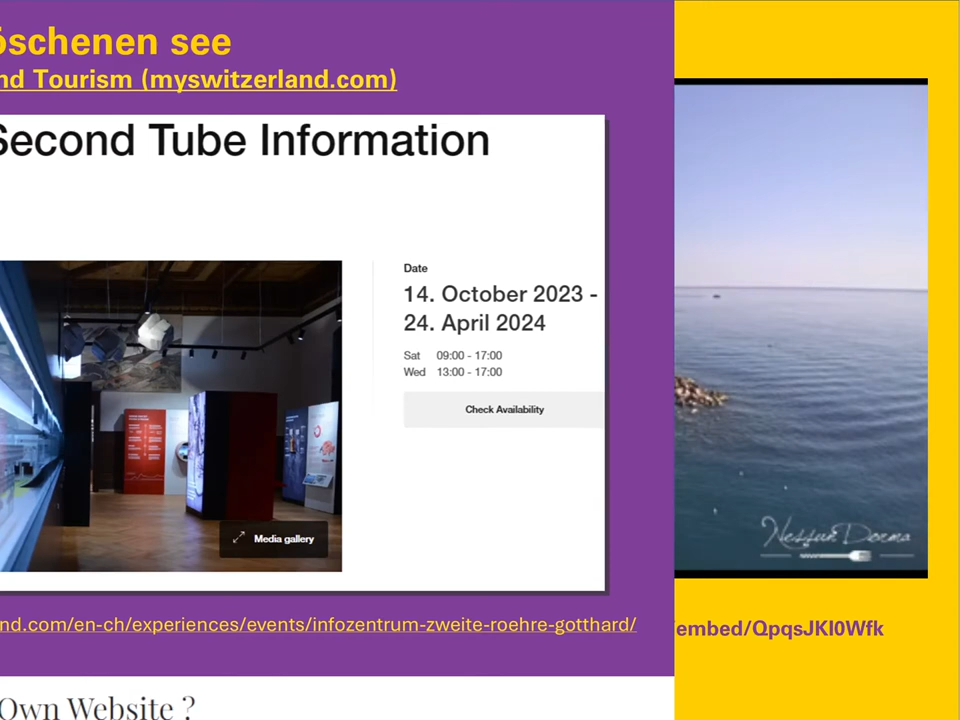 öschenen see
nd Tourism (myswitzerland.com)
Second Tube Information
Date
14. October 2023 -
24. April 2024
Sat 09:00 - 17:00
Wed 13:00 - 17:00
Check Availability
Media gallery
Nessun Dorma
nd.com/en-ch/experiences/events/infozentrum-zweite-roehre-gotthard/
/embed/QpqsJKI0Wfk
Own Website ?